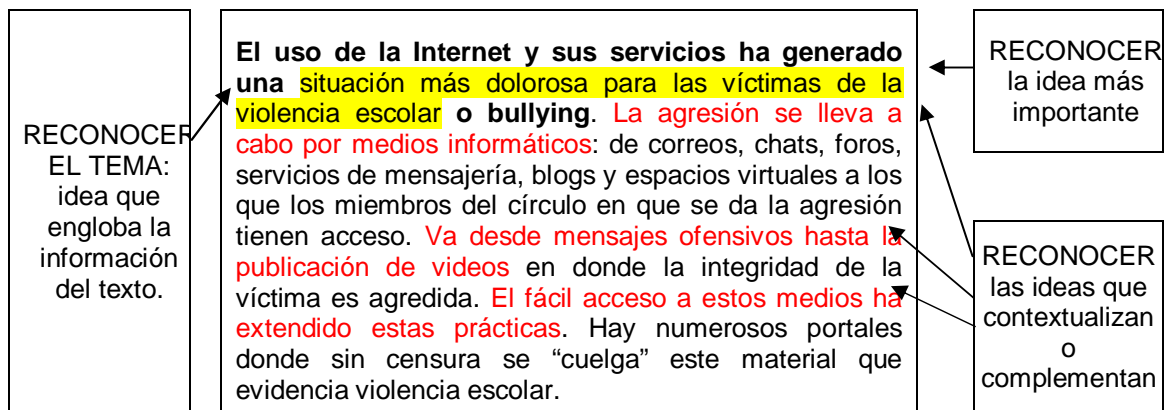 RECONOCER
EL TEMA:
idea que
engloba la
información
del texto.
El uso de la Internet y sus servicios ha generado
una situación más dolorosa para las víctimas de la
violencia escolar o bullying. La agresión se lleva a
cabo por medios informáticos: de correos, chats, foros,
servicios de mensajería, blogs y espacios virtuales a los
que los miembros del círculo en que se da la agresión
tienen acceso. Va desde mensajes ofensivos hasta la
publicación de videos en donde la integridad de la
víctima es agredida. El fácil acceso a estos medios ha
extendido estas prácticas. Hay numerosos portales
donde sin censura se “cuelga” este material que
evidencia violencia escolar.
RECONOCER
la idea más
importante
RECONOCER
las ideas que
contextualizan
o
complementan